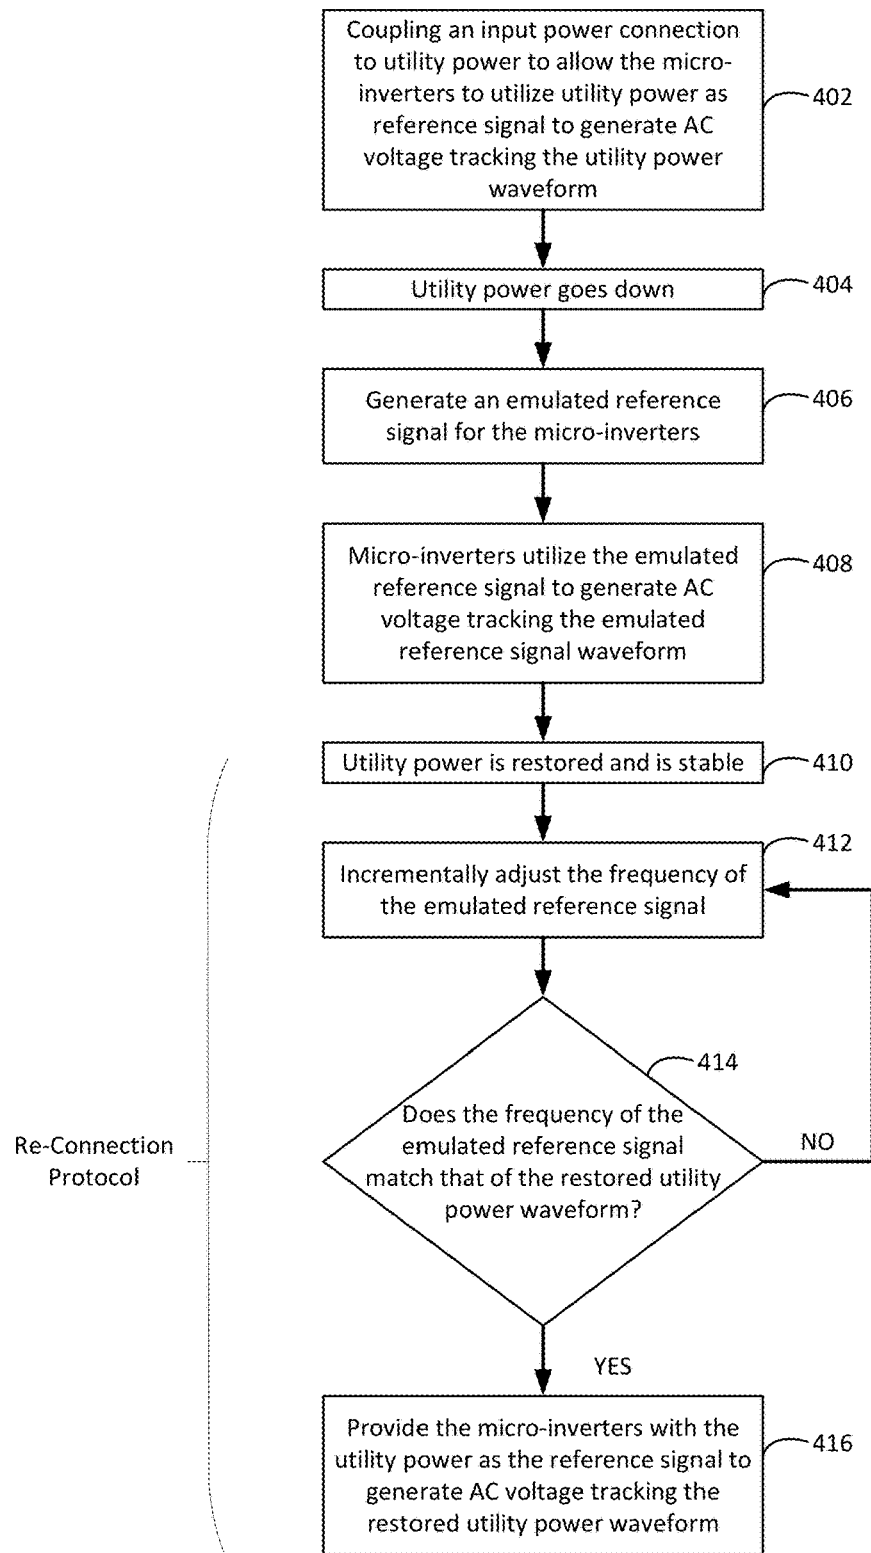 Coupling an input power connection
to utility power to allow the micro-
inverters to utilize utility power as
reference signal to generate AC
voltage tracking the utility power
waveform
402
Utility power goes down
404
Generate an emulated reference
signal for the micro-inverters
406
Micro-inverters utilize the emulated
reference signal to generate AC
voltage tracking the emulated
reference signal waveform
408
Utility power is restored and is stable
410
412
Incrementally adjust the frequency of
the emulated reference signal
414
Does the frequency of the
emulated reference signal
match that of the restored utility
power waveform?
NO
Re-Connection
Protocol
YES
Provide the micro-inverters with the
utility power as the reference signal to
generate AC voltage tracking the
restored utility power waveform
416